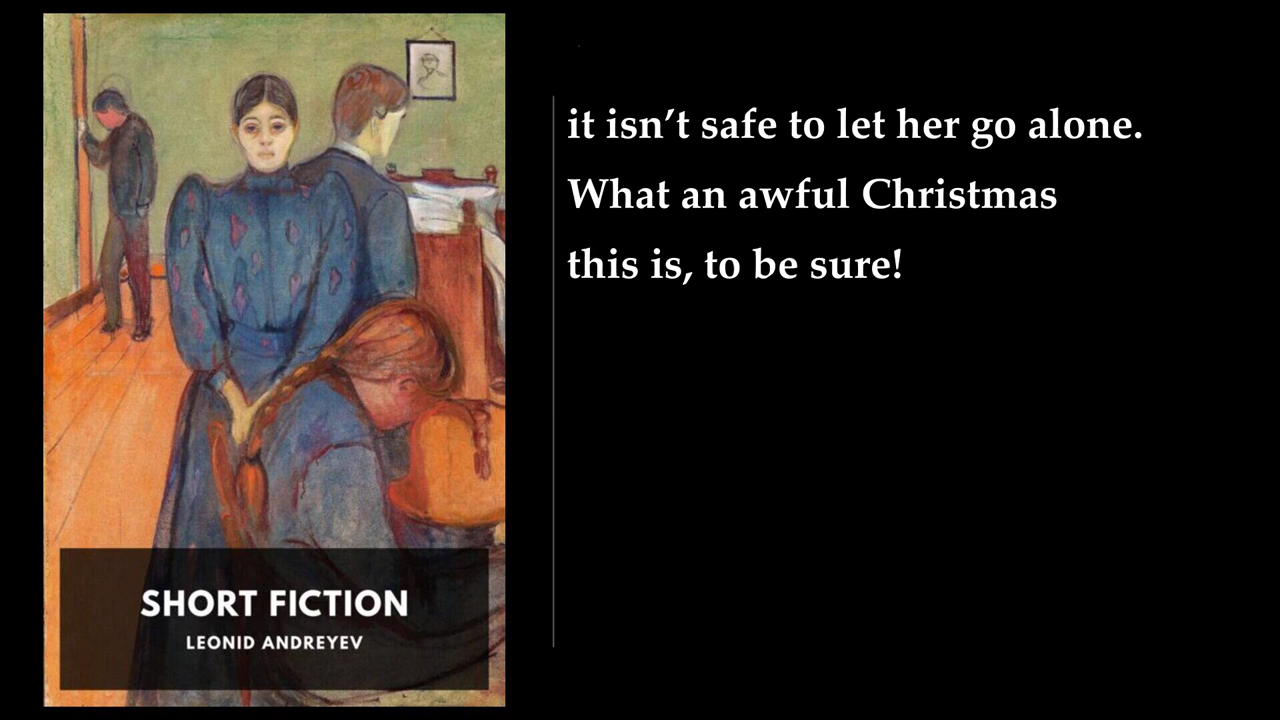 it isn’t safe to let her go alone.
What an awful Christmas
this is, to be sure!
SHORT FICTION
LEONID ANDREYEV